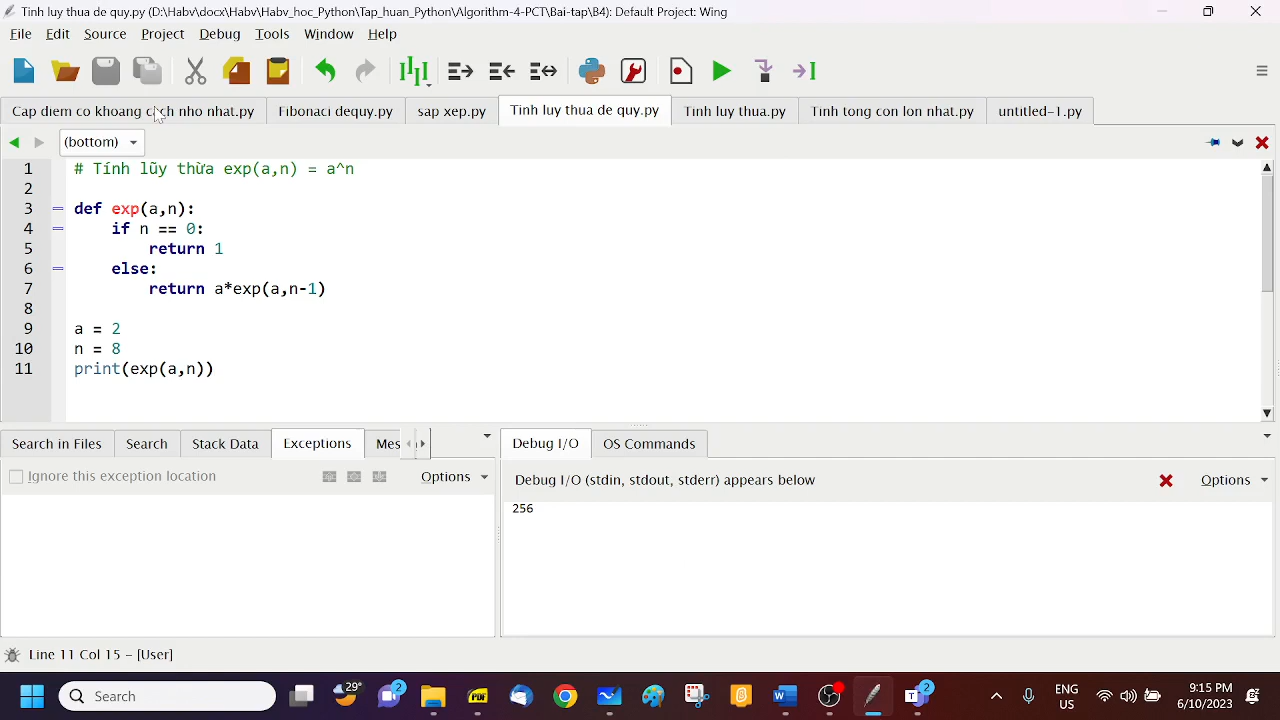 Tinh luy thua de quy.py (D:\Habv\docx\Habv\Habv_hoc_Python\Tap_huan_Python\Algorithm-4-PCT\Bai-tap\B4): Default Project: Wing
File Edit Source Project Debug Tools Window Help
Cap diem co khoang cach nho nhat.py Fibonaci dequy.py sap xep.py Tinh luy thua de quy.py Tinh luy thua.py Tinh tong con lon nhat.py untitled-1.py
(bottom)
1 # Tính lũy thừa exp(a,n) = a^n
2
3 def exp(a,n):
4 if n == 0:
5 return 1
6 else:
7 return a*exp(a,n-1)
8
9 a = 2
10 n = 8
11 print(exp(a,n))
Search in Files Search Stack Data Exceptions Mes Debug I/O OS Commands
Ignore this exception location Options Debug I/O (stdin, stdout, stderr) appears below Options
256
Line 11 Col 15 - [User]
Search 29° 2 PDF 2 ENG US 9:15 PM 6/10/2023